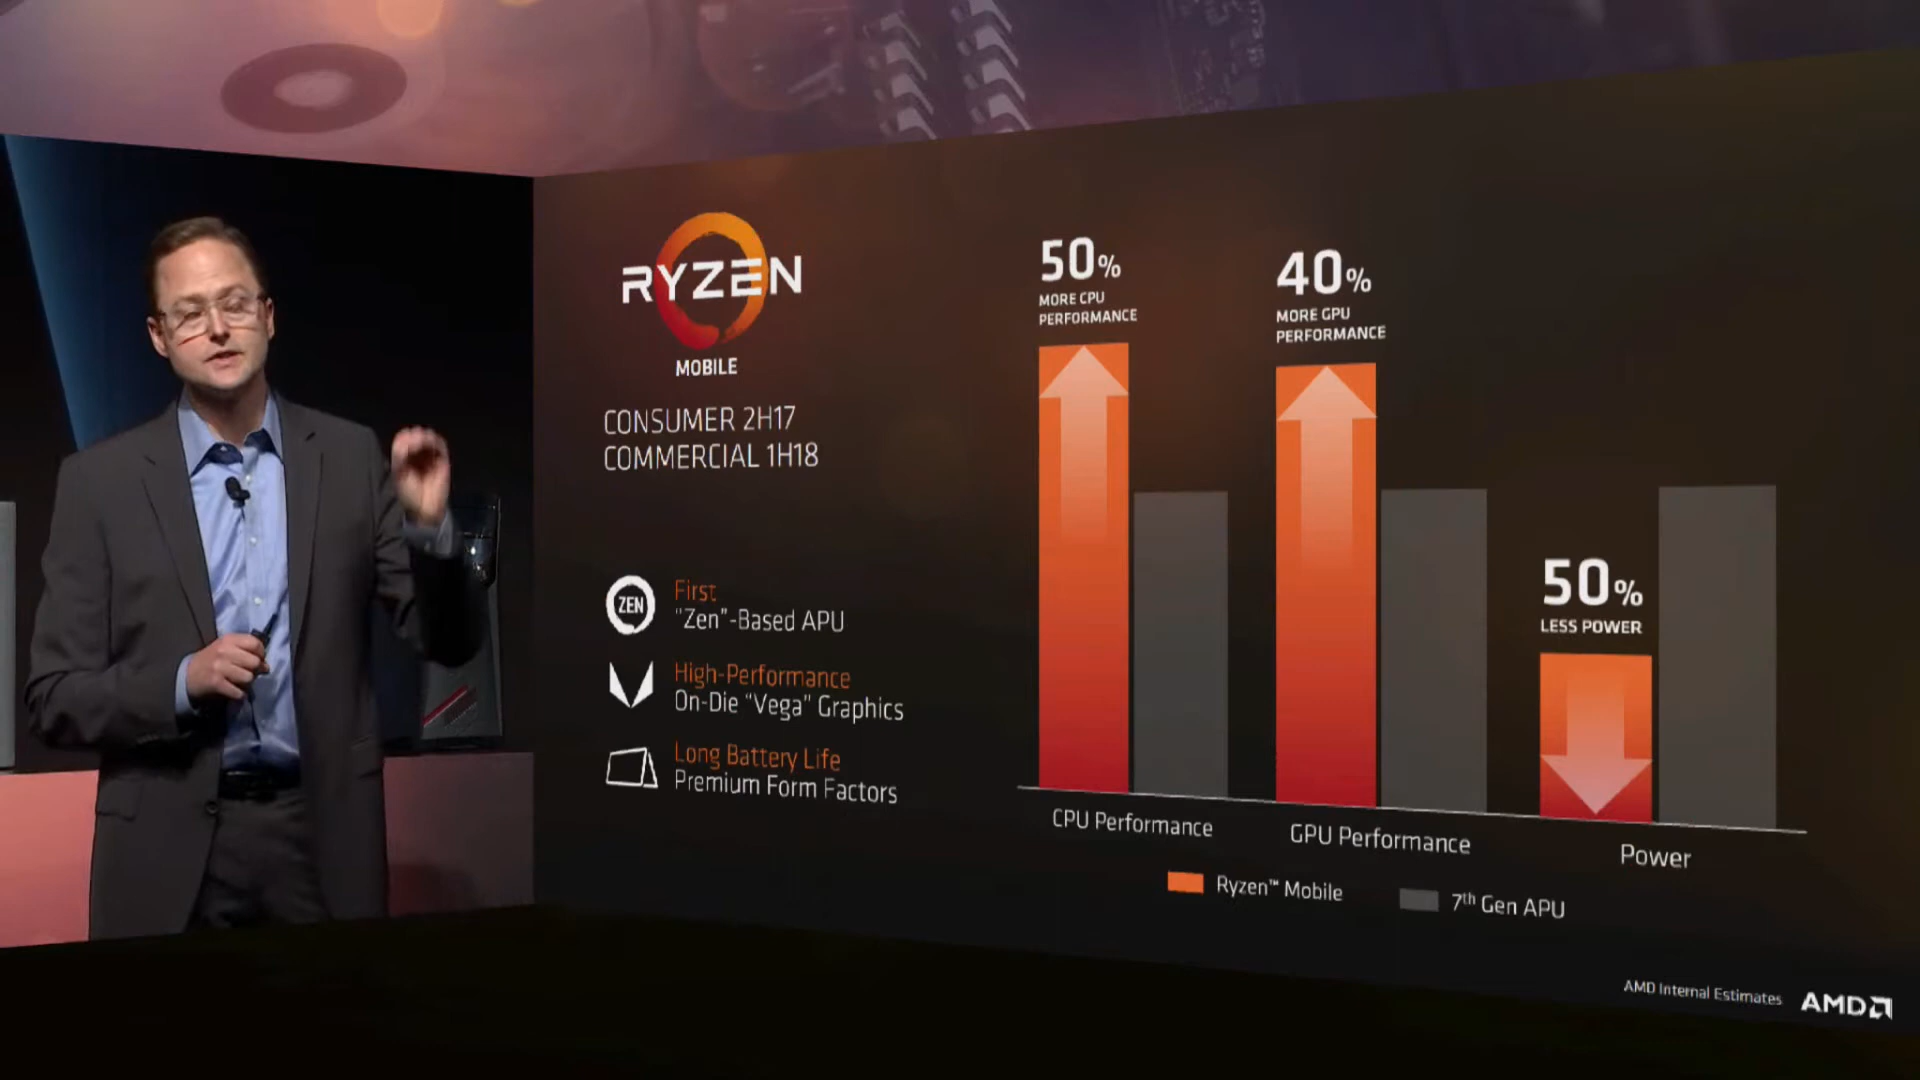 RYZEN
MOBILE
CONSUMER 2H17
COMMERCIAL 1H18
ZEN
First
"Zen"-Based APU
High-Performance
On-Die "Vega" Graphics
Long Battery Life
Premium Form Factors
50%
MORE CPU
PERFORMANCE
40%
MORE GPU
PERFORMANCE
50%
LESS POWER
CPU Performance
GPU Performance
Power
Ryzen™ Mobile
7th Gen APU
AMD Internal Estimates
AMD